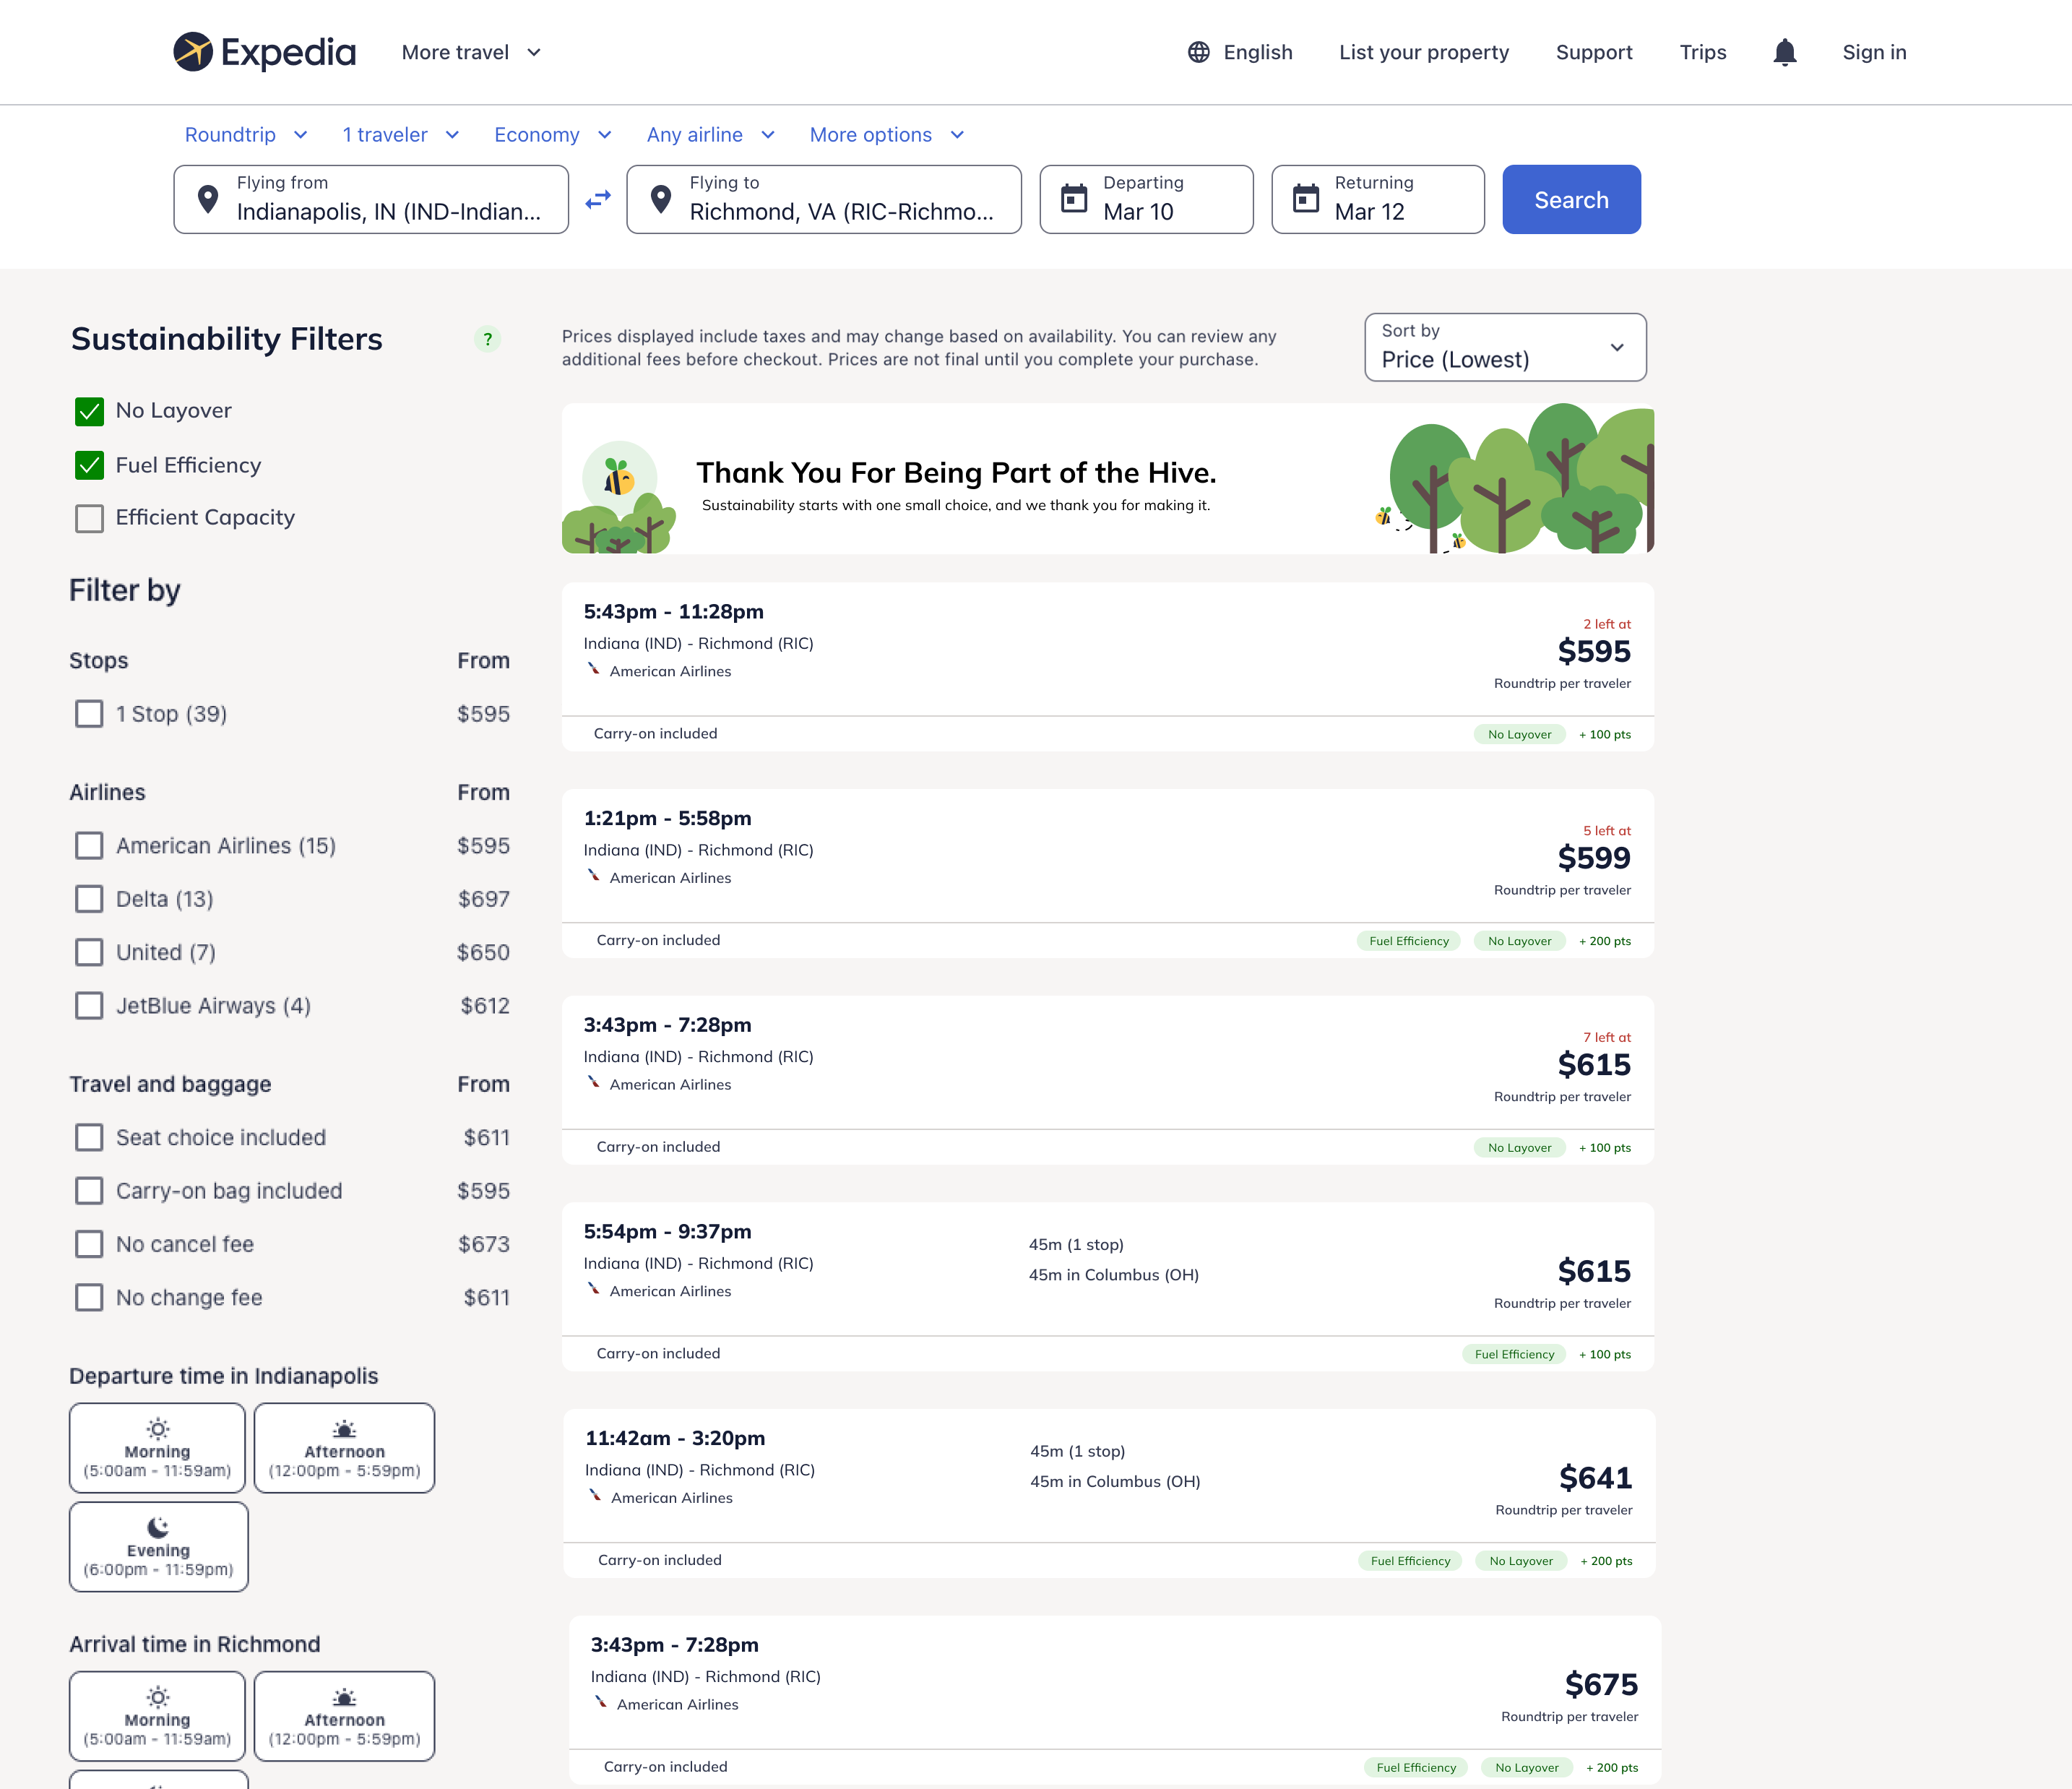 Expedia
More travel
English
List your property
Support
Trips
Sign in
Roundtrip
1 traveler
Economy
Any airline
More options
Flying from
Indianapolis, IN (IND-Indian...
Flying to
Richmond, VA (RIC-Richmo...
Departing
Mar 10
Returning
Mar 12
Search
Sustainability Filters
?
No Layover
Fuel Efficiency
Efficient Capacity
Filter by
Stops From
1 Stop (39) $595
Airlines From
American Airlines (15) $595
Delta (13) $697
United (7) $650
JetBlue Airways (4) $612
Travel and baggage From
Seat choice included $611
Carry-on bag included $595
No cancel fee $673
No change fee $611
Departure time in Indianapolis
Morning
(5:00am - 11:59am)
Afternoon
(12:00pm - 5:59pm)
Evening
(6:00pm - 11:59pm)
Arrival time in Richmond
Morning
(5:00am - 11:59am)
Afternoon
(12:00pm - 5:59pm)
Prices displayed include taxes and may change based on availability. You can review any
additional fees before checkout. Prices are not final until you complete your purchase.
Sort by
Price (Lowest)
Thank You For Being Part of the Hive.
Sustainability starts with one small choice, and we thank you for making it.
5:43pm - 11:28pm
Indiana (IND) - Richmond (RIC)
American Airlines
2 left at
$595
Roundtrip per traveler
Carry-on included
No Layover + 100 pts
1:21pm - 5:58pm
Indiana (IND) - Richmond (RIC)
American Airlines
5 left at
$599
Roundtrip per traveler
Carry-on included
Fuel Efficiency No Layover + 200 pts
3:43pm - 7:28pm
Indiana (IND) - Richmond (RIC)
American Airlines
7 left at
$615
Roundtrip per traveler
Carry-on included
No Layover + 100 pts
5:54pm - 9:37pm
Indiana (IND) - Richmond (RIC)
American Airlines
45m (1 stop)
45m in Columbus (OH)
$615
Roundtrip per traveler
Carry-on included
Fuel Efficiency + 100 pts
11:42am - 3:20pm
Indiana (IND) - Richmond (RIC)
American Airlines
45m (1 stop)
45m in Columbus (OH)
$641
Roundtrip per traveler
Carry-on included
Fuel Efficiency No Layover + 200 pts
3:43pm - 7:28pm
Indiana (IND) - Richmond (RIC)
American Airlines
$675
Roundtrip per traveler
Carry-on included
Fuel Efficiency No Layover + 200 pts